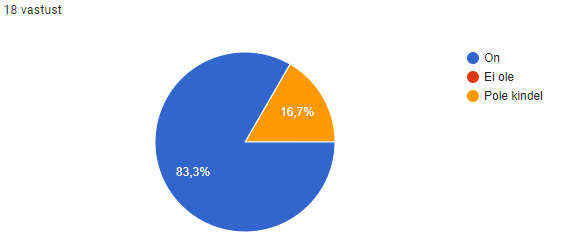 18 vastust
On
Ei ole
Pole kindel
16,7%
83,3%